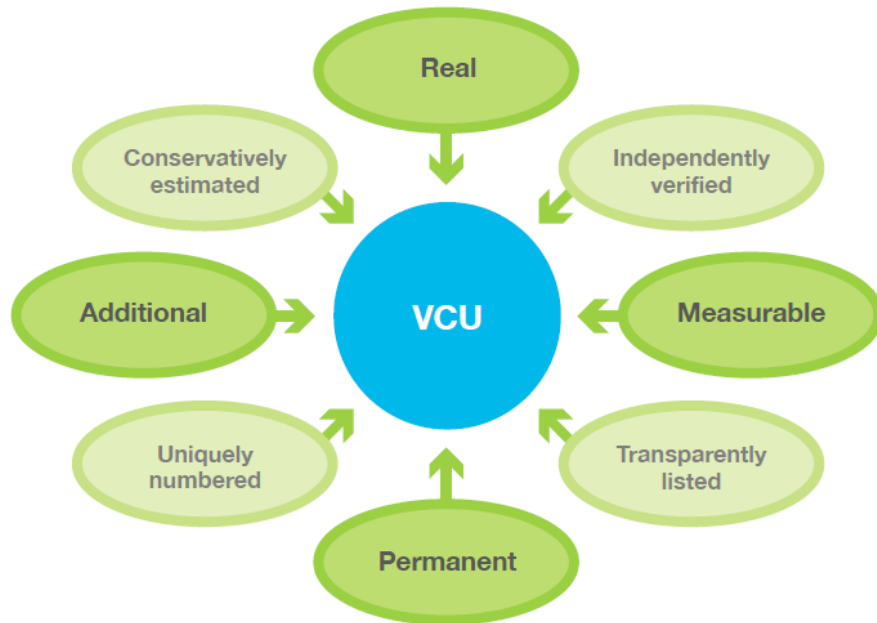 Real
Conservatively
estimated
Independently
verified
Additional
VCU
Measurable
Uniquely
numbered
Transparently
listed
Permanent